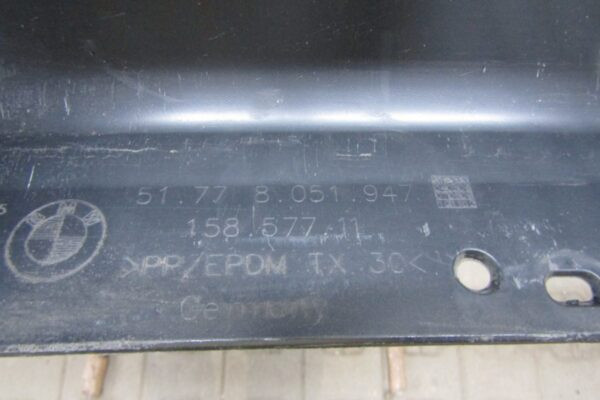 51.77 8.051.947
158.577 11
>PP/EPDM TX 30<
Germany